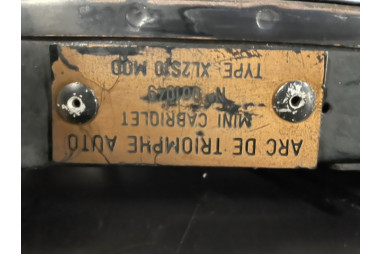 ARC DE TRIOMPHE AUTO
MINI CABRIOLET
TYPE: XL2S10 MOD